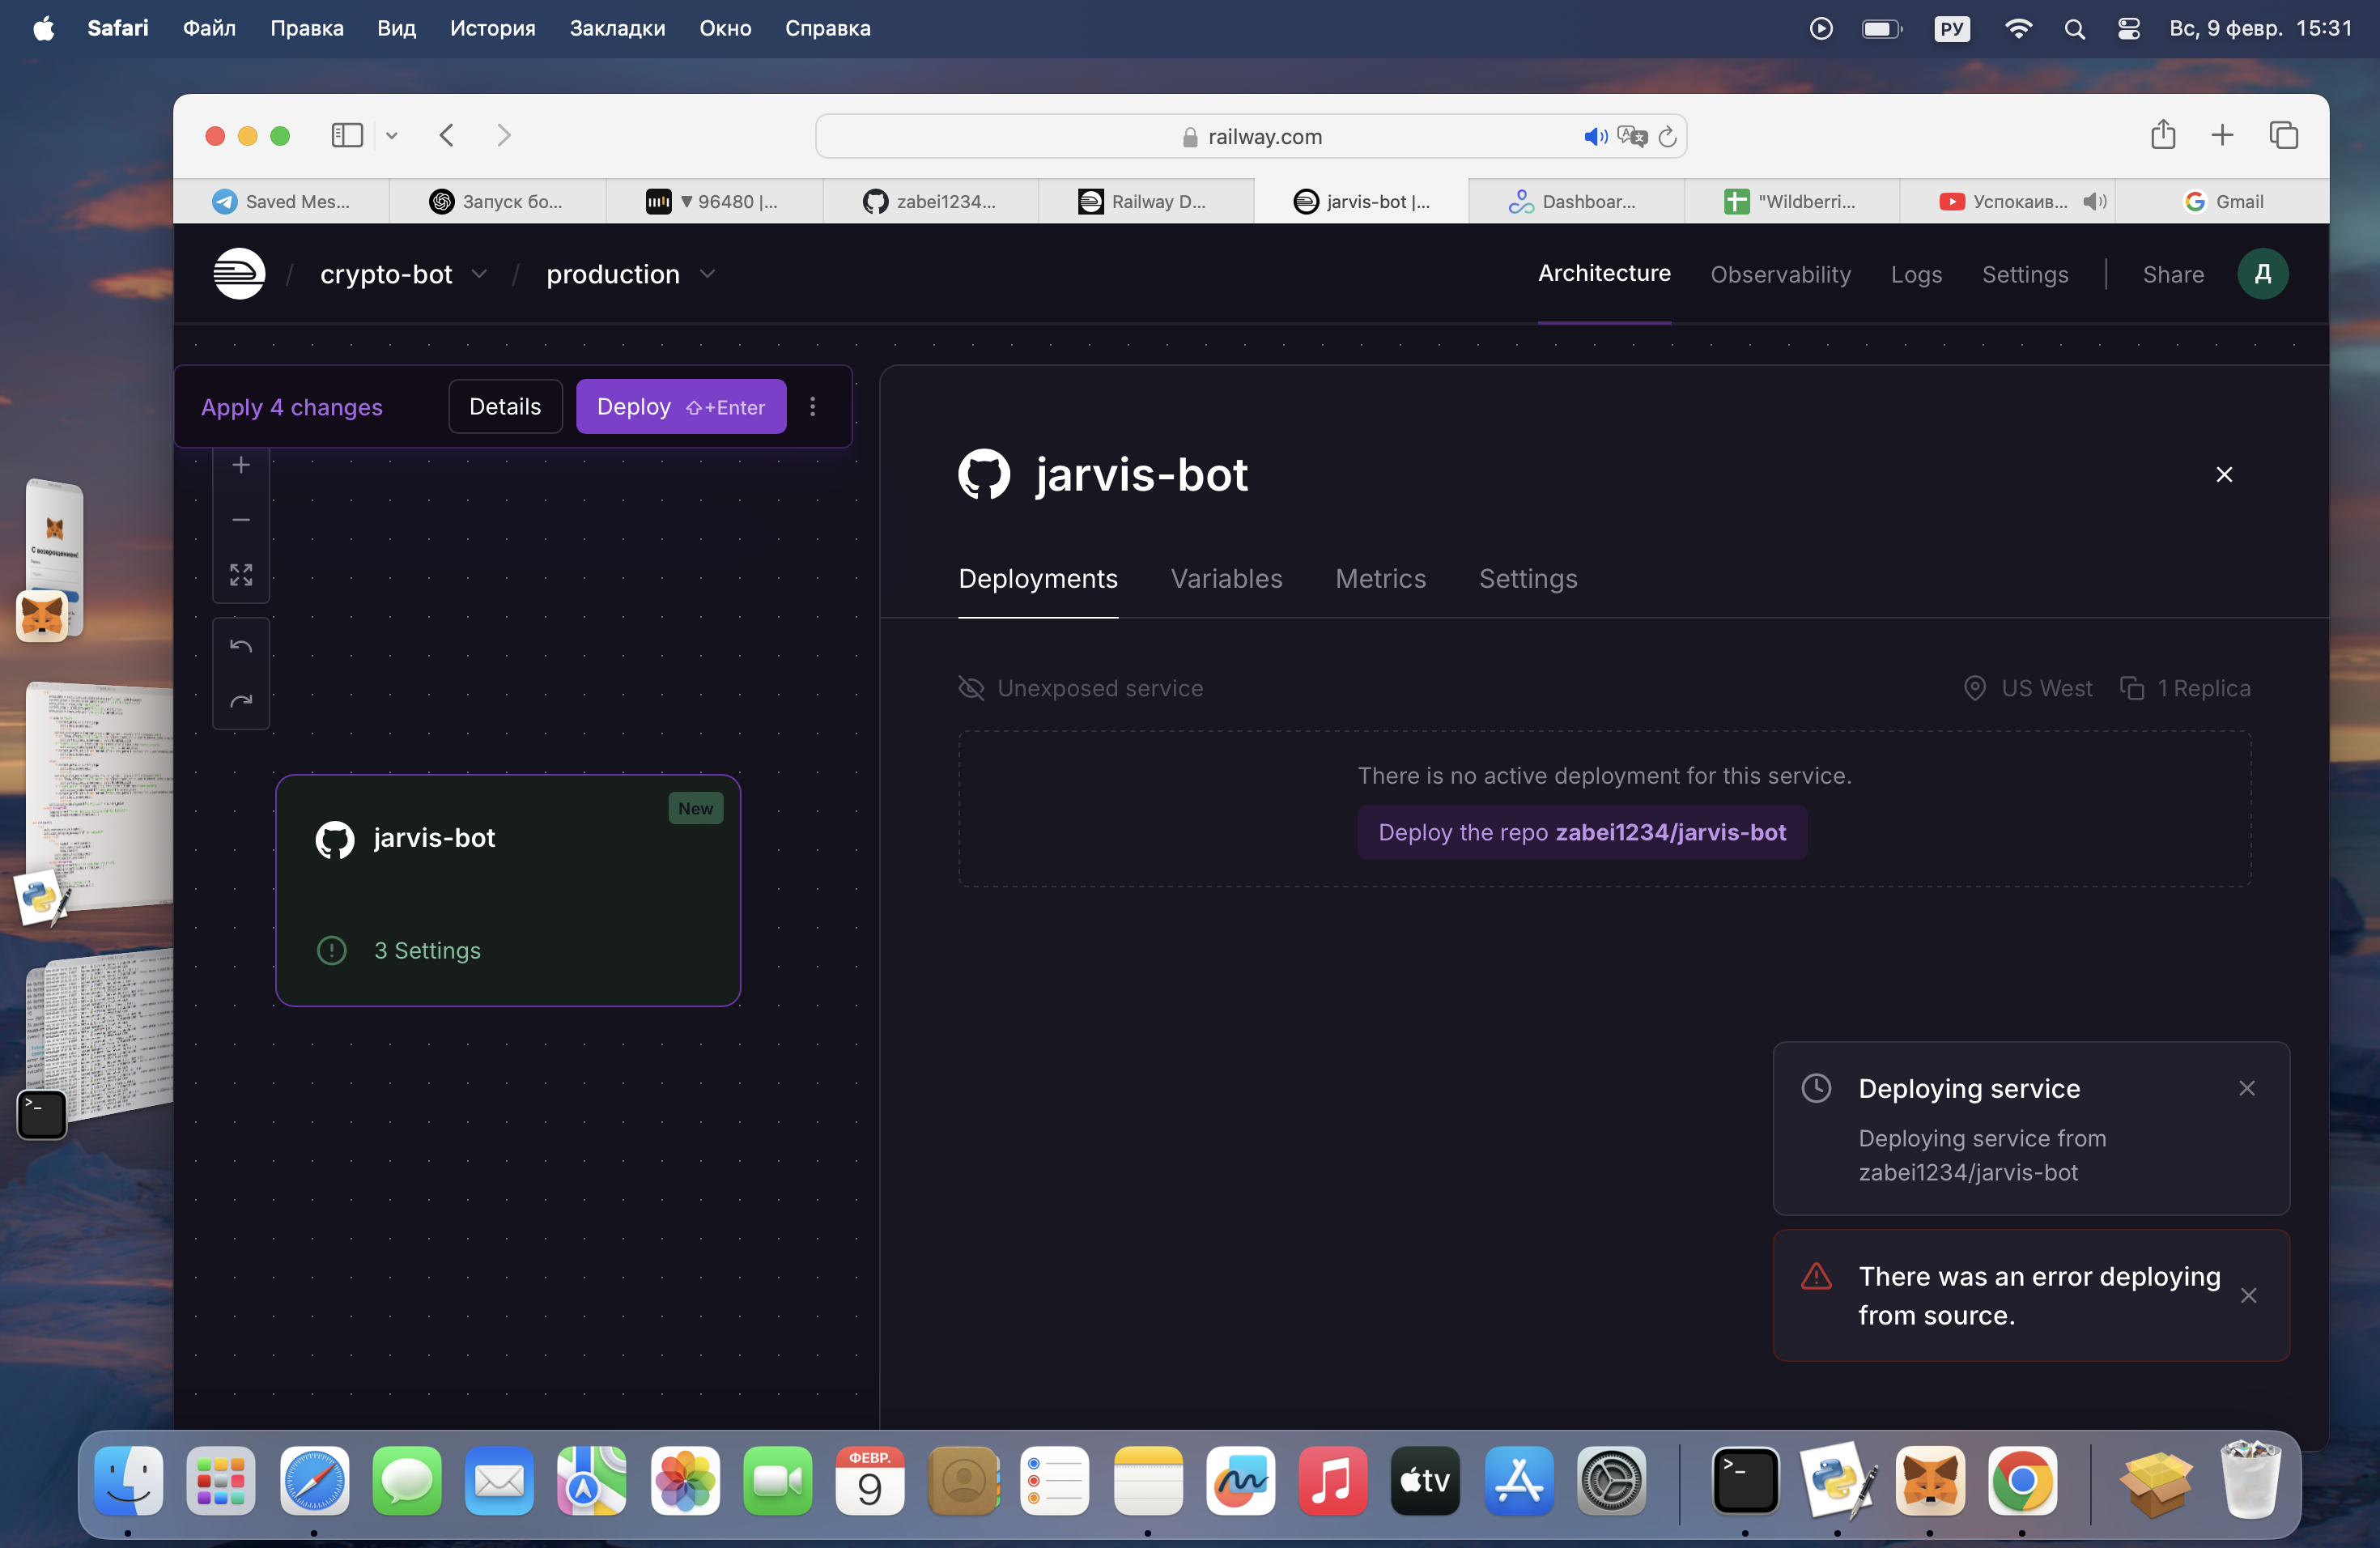 Safari Файл Правка Вид История Закладки Окно Справка РУ Вс, 9 февр. 15:31
railway.com
Saved Mes... Запуск бо... ▼ 96480 |... zabei1234... Railway D... jarvis-bot |... Dashboar... "Wildberri... Успокаив... Gmail
/ crypto-bot / production Architecture Observability Logs Settings | Share Д
Apply 4 changes Details Deploy ⇧+Enter
jarvis-bot
Deployments Variables Metrics Settings
С возвращением!
Unexposed service US West 1 Replica
There is no active deployment for this service.
Deploy the repo zabei1234/jarvis-bot
New
jarvis-bot
3 Settings
Deploying service
Deploying service from
zabei1234/jarvis-bot
There was an error deploying
from source.
ФЕВР.
9
tv